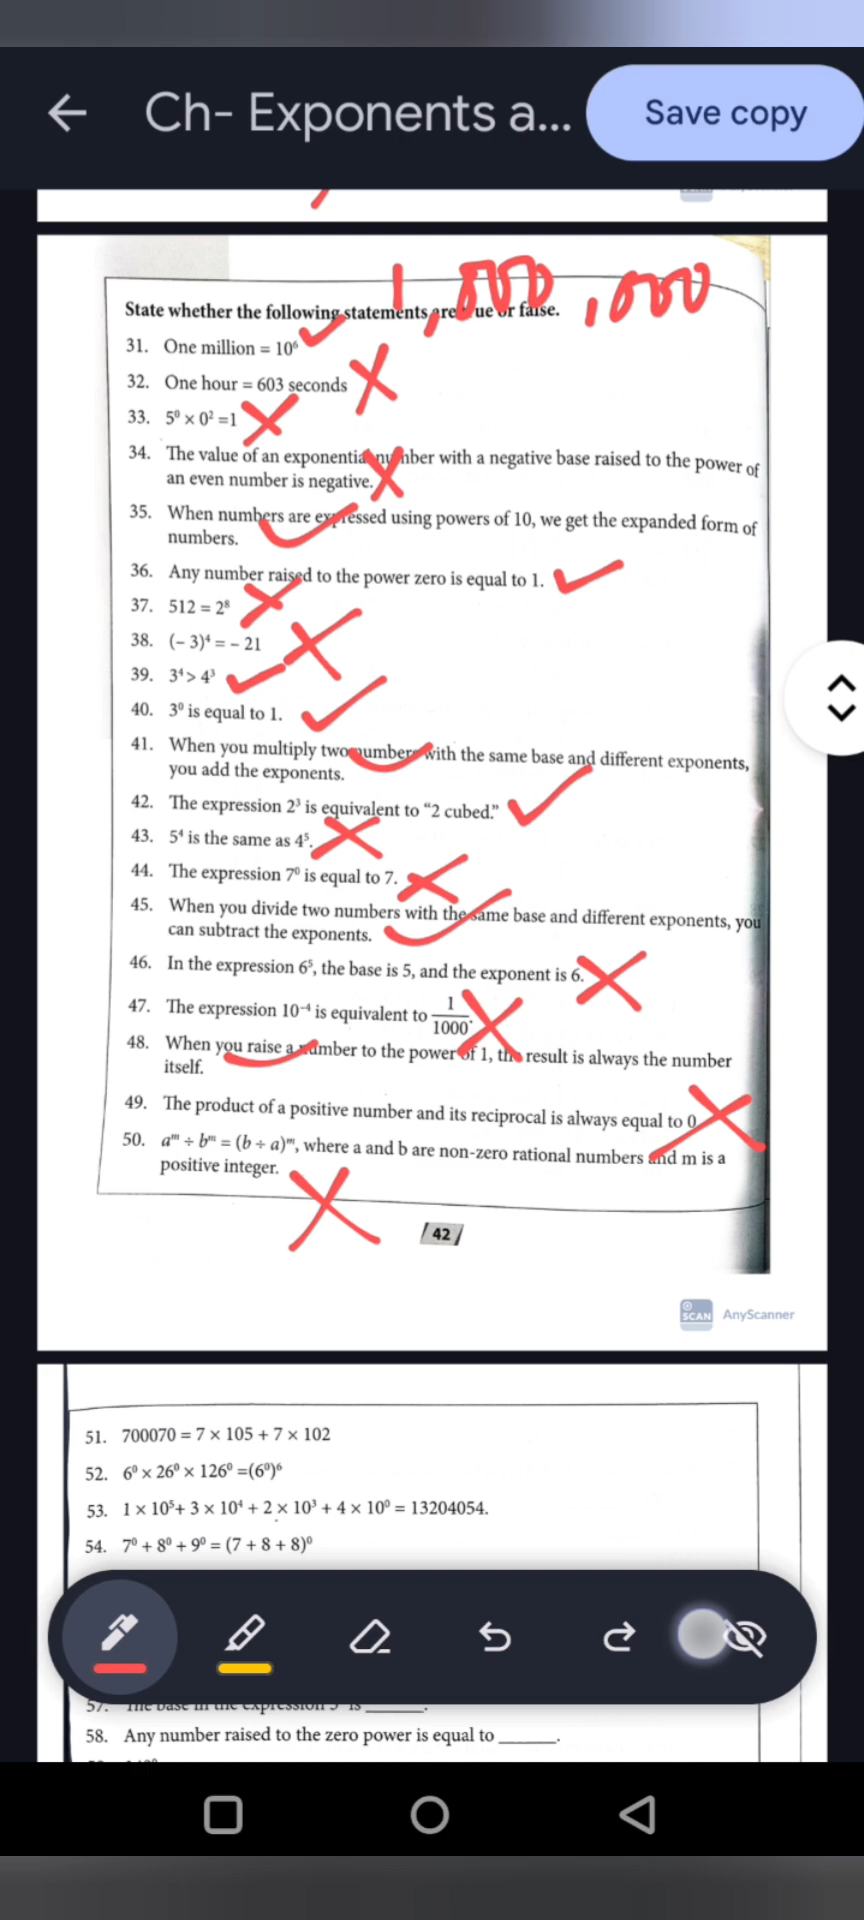 Ch- Exponents a...
Save copy
1,000,000
State whether the following statements are true or false.
31. One million = 10⁶
32. One hour = 603 seconds
33. 5⁰ × 0² =1
34. The value of an exponential number with a negative base raised to the power of
an even number is negative.
35. When numbers are expressed using powers of 10, we get the expanded form of
numbers.
36. Any number raised to the power zero is equal to 1.
37. 512 = 2⁸
38. (– 3)⁴ = – 21
39. 3⁴ > 4³
40. 3⁰ is equal to 1.
41. When you multiply two numbers with the same base and different exponents,
you add the exponents.
42. The expression 2³ is equivalent to “2 cubed.”
43. 5⁴ is the same as 4⁵.
44. The expression 7⁰ is equal to 7.
45. When you divide two numbers with the same base and different exponents, you
can subtract the exponents.
46. In the expression 6⁵, the base is 5, and the exponent is 6.
47. The expression 10⁻⁴ is equivalent to 1/1000.
48. When you raise a number to the power of 1, the result is always the number
itself.
49. The product of a positive number and its reciprocal is always equal to 0
50. aᵐ ÷ bᵐ = (b ÷ a)ᵐ, where a and b are non-zero rational numbers and m is a
positive integer.
42
SCAN AnyScanner
51. 700070 = 7 × 105 + 7 × 102
52. 6⁰ × 26⁰ × 126⁰ =(6⁰)⁶
53. 1 × 10⁵+ 3 × 10⁴ + 2 × 10³ + 4 × 10⁰ = 13204054.
54. 7⁰ + 8⁰ + 9⁰ = (7 + 8 + 8)⁰
57. The base in the expression is ______.
58. Any number raised to the zero power is equal to ______.